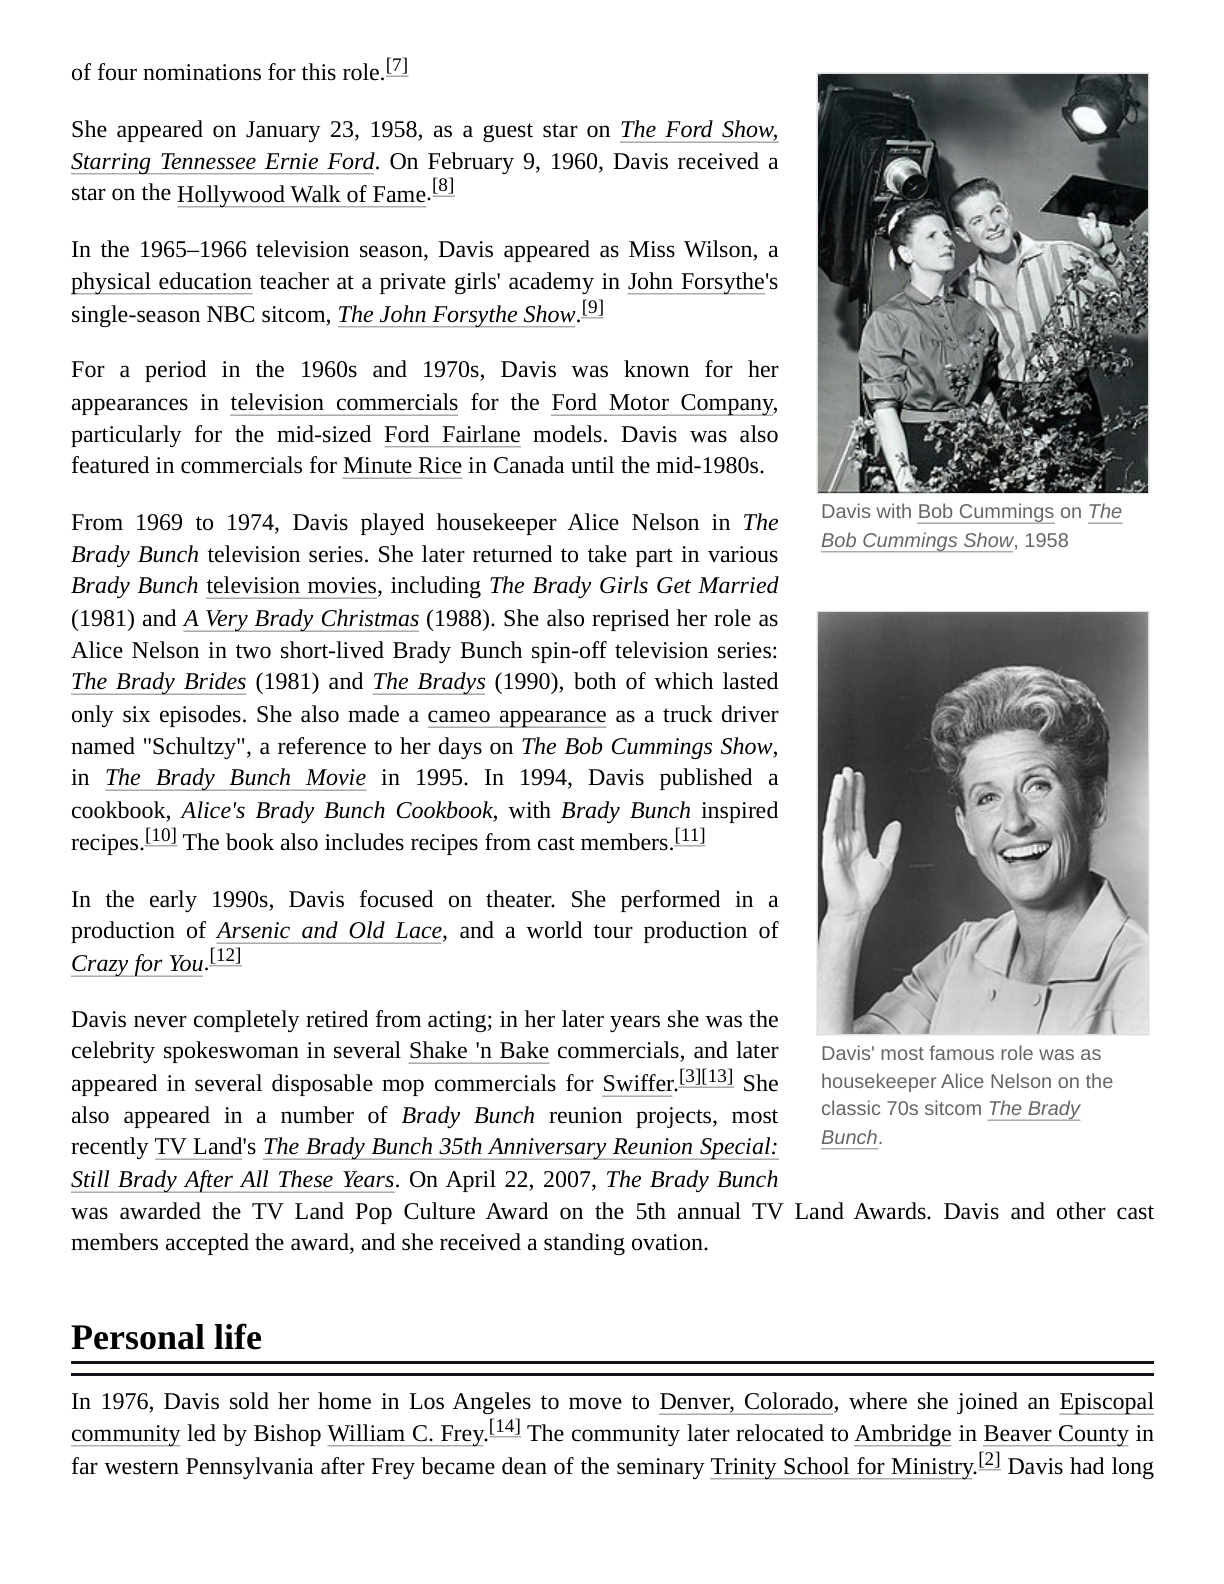 of four nominations for this role.[7]
She appeared on January 23, 1958, as a guest star on The Ford Show,
Starring Tennessee Ernie Ford. On February 9, 1960, Davis received a
star on the Hollywood Walk of Fame.[8]
In the 1965–1966 television season, Davis appeared as Miss Wilson, a
physical education teacher at a private girls' academy in John Forsythe's
single-season NBC sitcom, The John Forsythe Show.[9]
For a period in the 1960s and 1970s, Davis was known for her
appearances in television commercials for the Ford Motor Company,
particularly for the mid-sized Ford Fairlane models. Davis was also
featured in commercials for Minute Rice in Canada until the mid-1980s.
From 1969 to 1974, Davis played housekeeper Alice Nelson in The
Brady Bunch television series. She later returned to take part in various
Brady Bunch television movies, including The Brady Girls Get Married
(1981) and A Very Brady Christmas (1988). She also reprised her role as
Alice Nelson in two short-lived Brady Bunch spin-off television series:
The Brady Brides (1981) and The Bradys (1990), both of which lasted
only six episodes. She also made a cameo appearance as a truck driver
named "Schultzy", a reference to her days on The Bob Cummings Show,
in The Brady Bunch Movie in 1995. In 1994, Davis published a
cookbook, Alice's Brady Bunch Cookbook, with Brady Bunch inspired
recipes.[10] The book also includes recipes from cast members.[11]
In the early 1990s, Davis focused on theater. She performed in a
production of Arsenic and Old Lace, and a world tour production of
Crazy for You.[12]
Davis never completely retired from acting; in her later years she was the
celebrity spokeswoman in several Shake 'n Bake commercials, and later
appeared in several disposable mop commercials for Swiffer.[3][13] She
also appeared in a number of Brady Bunch reunion projects, most
recently TV Land's The Brady Bunch 35th Anniversary Reunion Special:
Still Brady After All These Years. On April 22, 2007, The Brady Bunch
was awarded the TV Land Pop Culture Award on the 5th annual TV Land Awards. Davis and other cast
members accepted the award, and she received a standing ovation.
Davis with Bob Cummings on The
Bob Cummings Show, 1958
Davis' most famous role was as
housekeeper Alice Nelson on the
classic 70s sitcom The Brady
Bunch.
Personal life
In 1976, Davis sold her home in Los Angeles to move to Denver, Colorado, where she joined an Episcopal
community led by Bishop William C. Frey.[14] The community later relocated to Ambridge in Beaver County in
far western Pennsylvania after Frey became dean of the seminary Trinity School for Ministry.[2] Davis had long